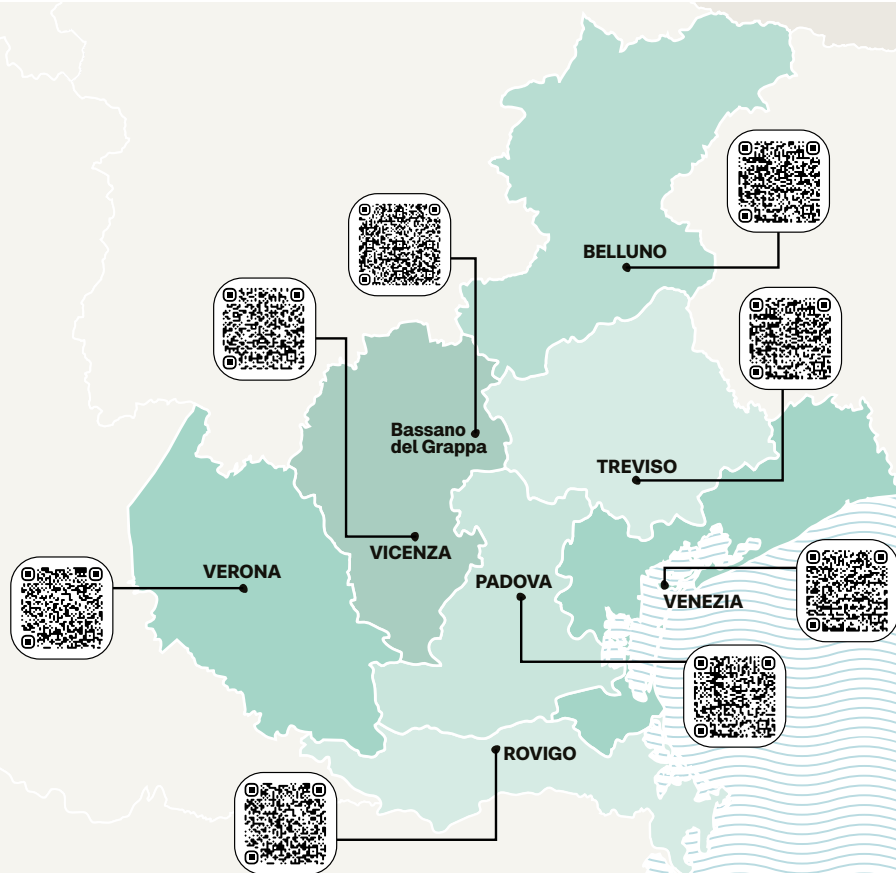 BELLUNO
Bassano
del Grappa
TREVISO
VICENZA
VERONA
PADOVA
VENEZIA
ROVIGO